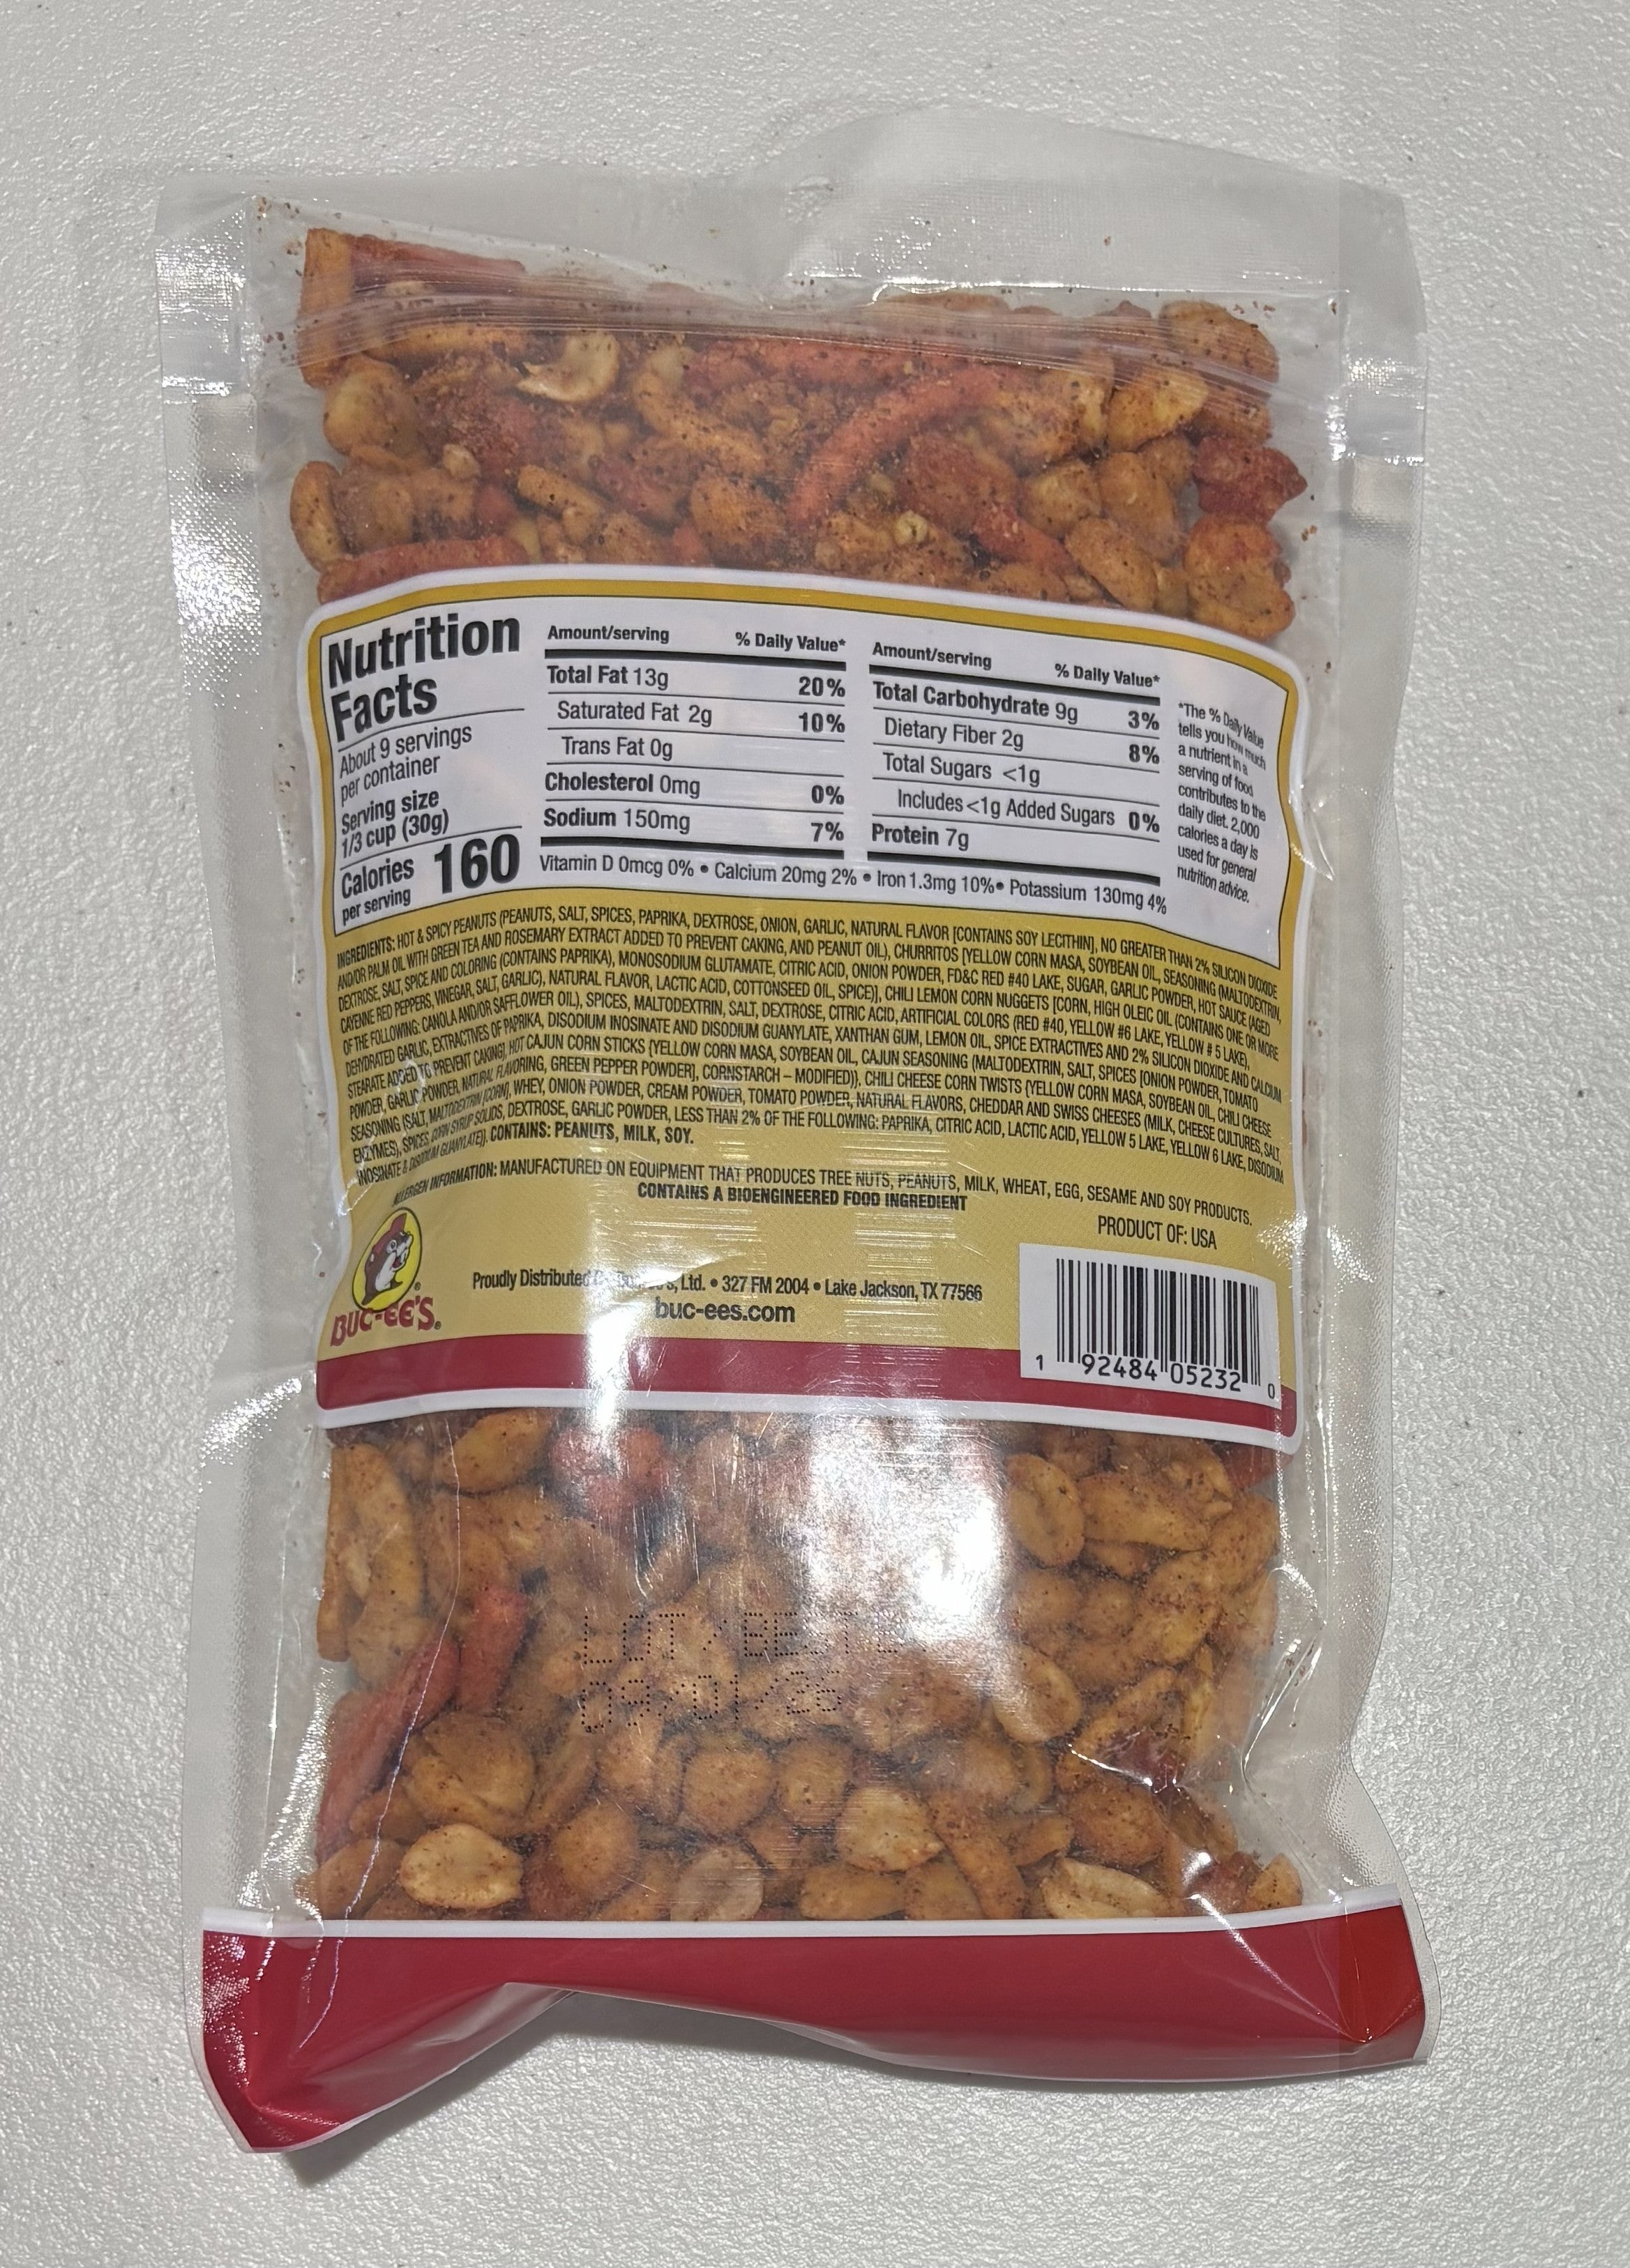 Nutrition
Facts
About 9 servings
per container
Serving size
1/3 cup (30g)
Calories 160
per serving
Amount/serving % Daily Value*
Total Fat 13g 20%
Saturated Fat 2g 10%
Trans Fat 0g
Cholesterol 0mg 0%
Sodium 150mg 7%
Amount/serving % Daily Value*
Total Carbohydrate 9g 3%
Dietary Fiber 2g 8%
Total Sugars <1g
Includes <1g Added Sugars 0%
Protein 7g
Vitamin D 0mcg 0% • Calcium 20mg 2% • Iron 1.3mg 10% • Potassium 130mg 4%
*The % Daily Value
tells you how much
a nutrient in a
serving of food
contributes to the
daily diet. 2,000
calories a day is
used for general
nutrition advice.
INGREDIENTS: HOT & SPICY PEANUTS (PEANUTS, SALT, SPICES, PAPRIKA, DEXTROSE, ONION, GARLIC, NATURAL FLAVOR [CONTAINS SOY LECITHIN], NO GREATER THAN 2% SILICON DIOXIDE
AND/OR PALM OIL WITH GREEN TEA AND ROSEMARY EXTRACT ADDED TO PREVENT CAKING, AND PEANUT OIL), CHURRITOS [YELLOW CORN MASA, SOYBEAN OIL, SEASONING (MALTODEXTRIN,
DEXTROSE, SALT, SPICE AND COLORING (CONTAINS PAPRIKA), MONOSODIUM GLUTAMATE, CITRIC ACID, ONION POWDER, FD&C RED #40 LAKE, SUGAR, GARLIC POWDER, HOT SAUCE (AGED
CAYENNE RED PEPPERS, VINEGAR, SALT, GARLIC), NATURAL FLAVOR, LACTIC ACID, COTTONSEED OIL, SPICE)], CHILI LEMON CORN NUGGETS [CORN, HIGH OLEIC OIL (CONTAINS ONE OR MORE
OF THE FOLLOWING: CANOLA AND/OR SAFFLOWER OIL), SPICES, MALTODEXTRIN, SALT, DEXTROSE, CITRIC ACID, ARTIFICIAL COLORS (RED #40, YELLOW #6 LAKE, YELLOW # 5 LAKE),
DEHYDRATED GARLIC, EXTRACTIVES OF PAPRIKA, DISODIUM INOSINATE AND DISODIUM GUANYLATE, XANTHAN GUM, LEMON OIL, SPICE EXTRACTIVES AND 2% SILICON DIOXIDE AND CALCIUM
STEARATE ADDED TO PREVENT CAKING], HOT CAJUN CORN STICKS {YELLOW CORN MASA, SOYBEAN OIL, CAJUN SEASONING (MALTODEXTRIN, SALT, SPICES [ONION POWDER, TOMATO
POWDER, GARLIC POWDER, NATURAL FLAVORING, GREEN PEPPER POWDER], CORNSTARCH – MODIFIED)}, CHILI CHEESE CORN TWISTS {YELLOW CORN MASA, SOYBEAN OIL, CHILI CHEESE
SEASONING (SALT, MALTODEXTRIN [CORN], WHEY, ONION POWDER, CREAM POWDER, TOMATO POWDER, NATURAL FLAVORS, CHEDDAR AND SWISS CHEESES (MILK, CHEESE CULTURES, SALT,
ENZYMES), SPICES, CORN SYRUP SOLIDS, DEXTROSE, GARLIC POWDER, LESS THAN 2% OF THE FOLLOWING: PAPRIKA, CITRIC ACID, LACTIC ACID, YELLOW 5 LAKE, YELLOW 6 LAKE, DISODIUM
INOSINATE & DISODIUM GUANYLATE)}. CONTAINS: PEANUTS, MILK, SOY.
ALLERGEN INFORMATION: MANUFACTURED ON EQUIPMENT THAT PRODUCES TREE NUTS, PEANUTS, MILK, WHEAT, EGG, SESAME AND SOY PRODUCTS.
CONTAINS A BIOENGINEERED FOOD INGREDIENT
PRODUCT OF: USA
BUC-EE'S®
Proudly Distributed Ltd. • 327 FM 2004 • Lake Jackson, TX 77566
buc-ees.com
1 92484 05232 0
LOT
09/01/26